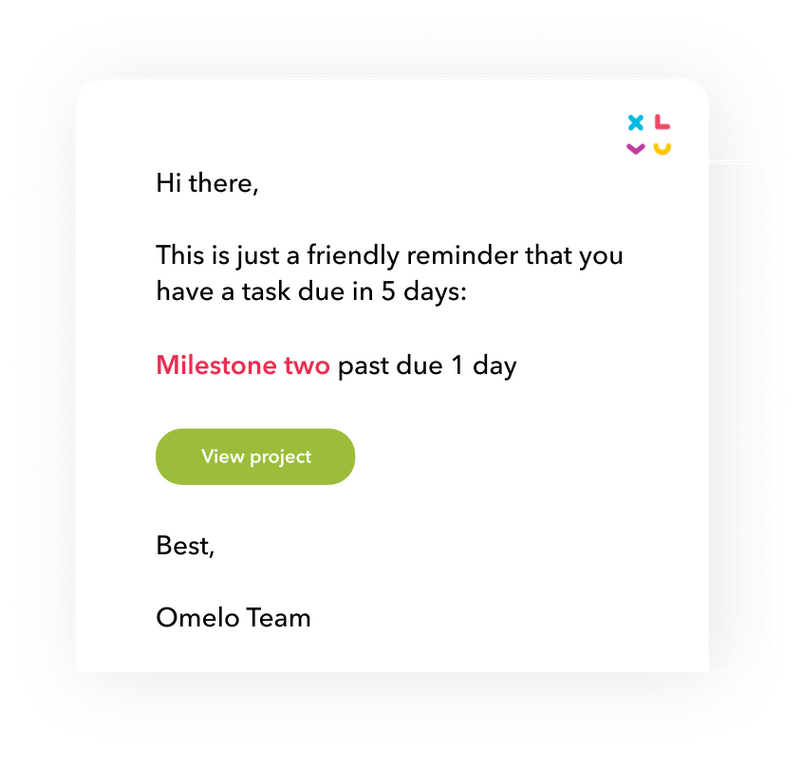 Hi there,
This is just a friendly reminder that you
have a task due in 5 days:
Milestone two past due 1 day
View project
Best,
Omelo Team